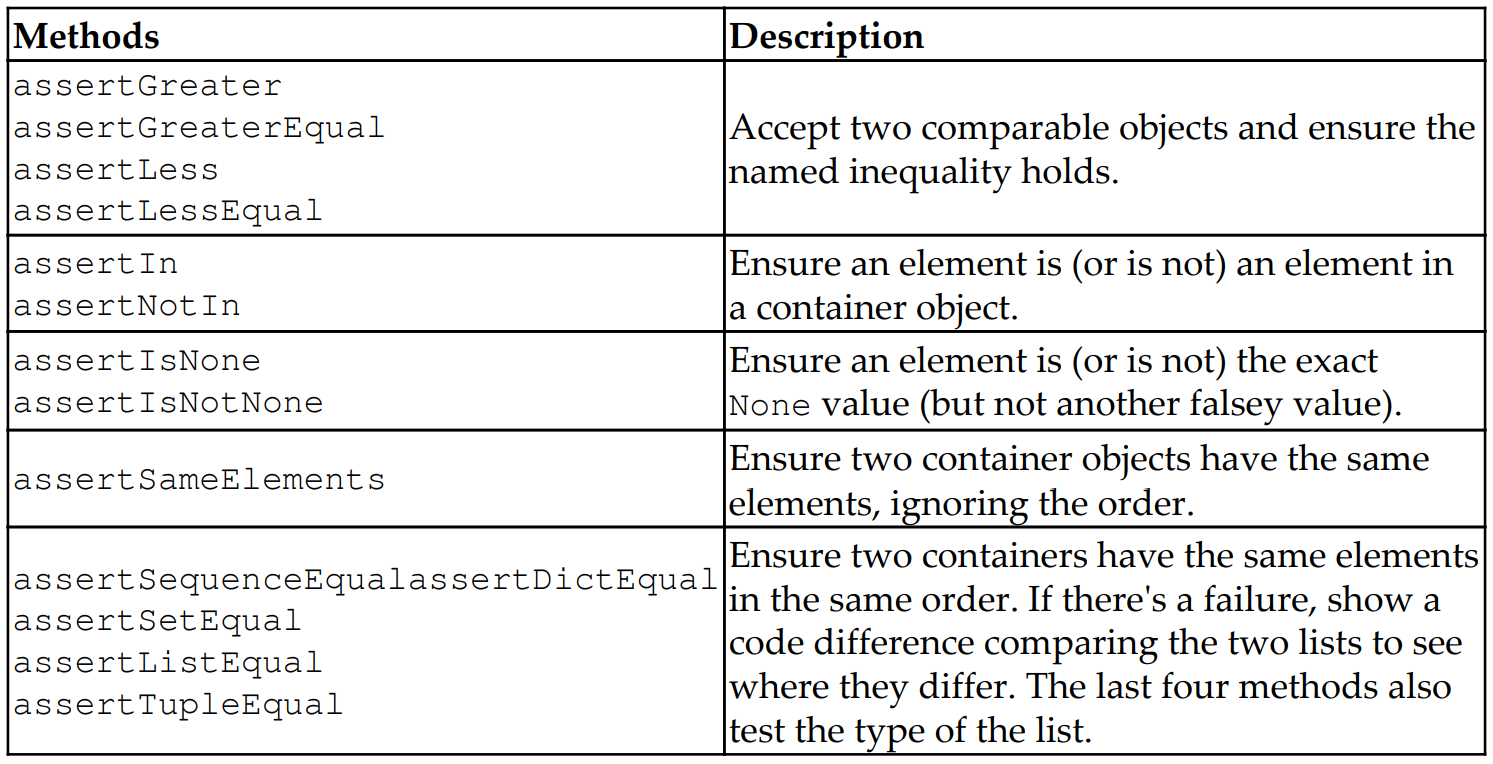 Methods
Description
assertGreater
assertGreaterEqual
assertLess
assertLessEqual
Accept two comparable objects and ensure the
named inequality holds.
assertIn
assertNotIn
Ensure an element is (or is not) an element in
a container object.
assertIsNone
assertIsNotNone
Ensure an element is (or is not) the exact
None value (but not another falsey value).
assertSameElements
Ensure two container objects have the same
elements, ignoring the order.
assertSequenceEqualassertDictEqual
assertSetEqual
assertListEqual
assertTupleEqual
Ensure two containers have the same elements
in the same order. If there's a failure, show a
code difference comparing the two lists to see
where they differ. The last four methods also
test the type of the list.